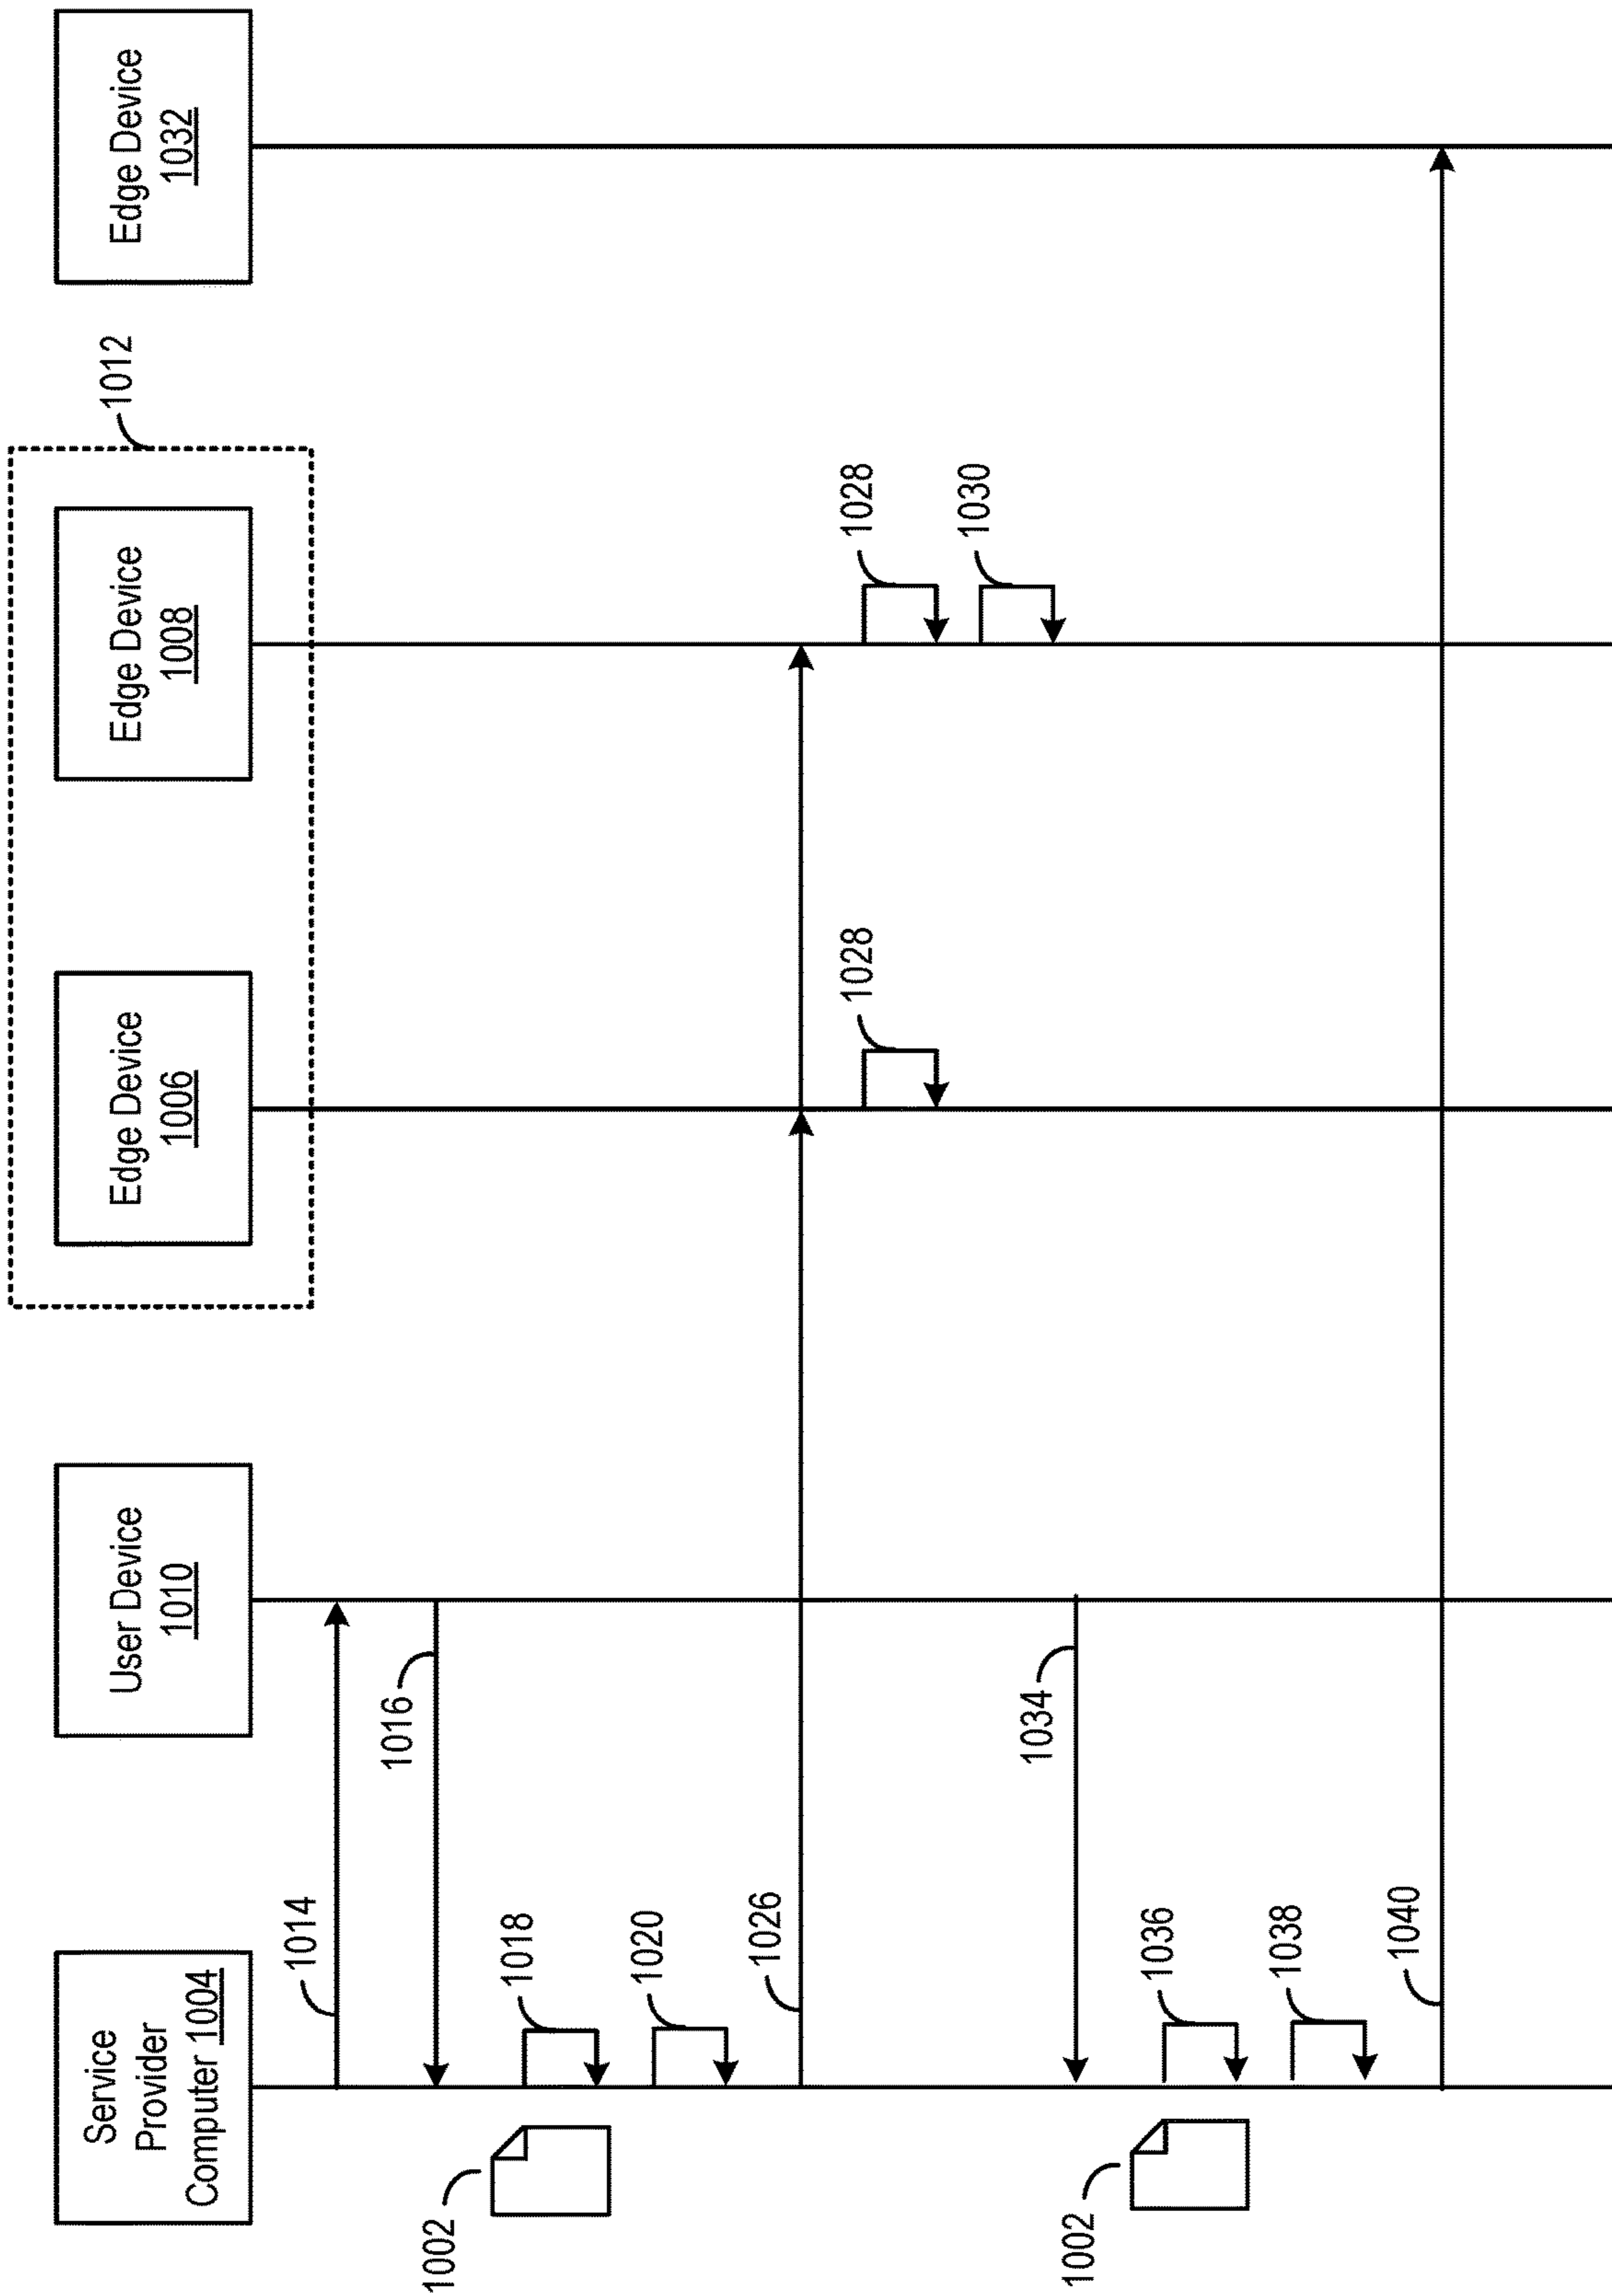 Service
Provider
Computer 1004
User Device
1010
Edge Device
1006
Edge Device
1008
Edge Device
1032
1012
1014
1016
1002
1018
1020
1026
1028
1028
1030
1034
1002
1036
1038
1040